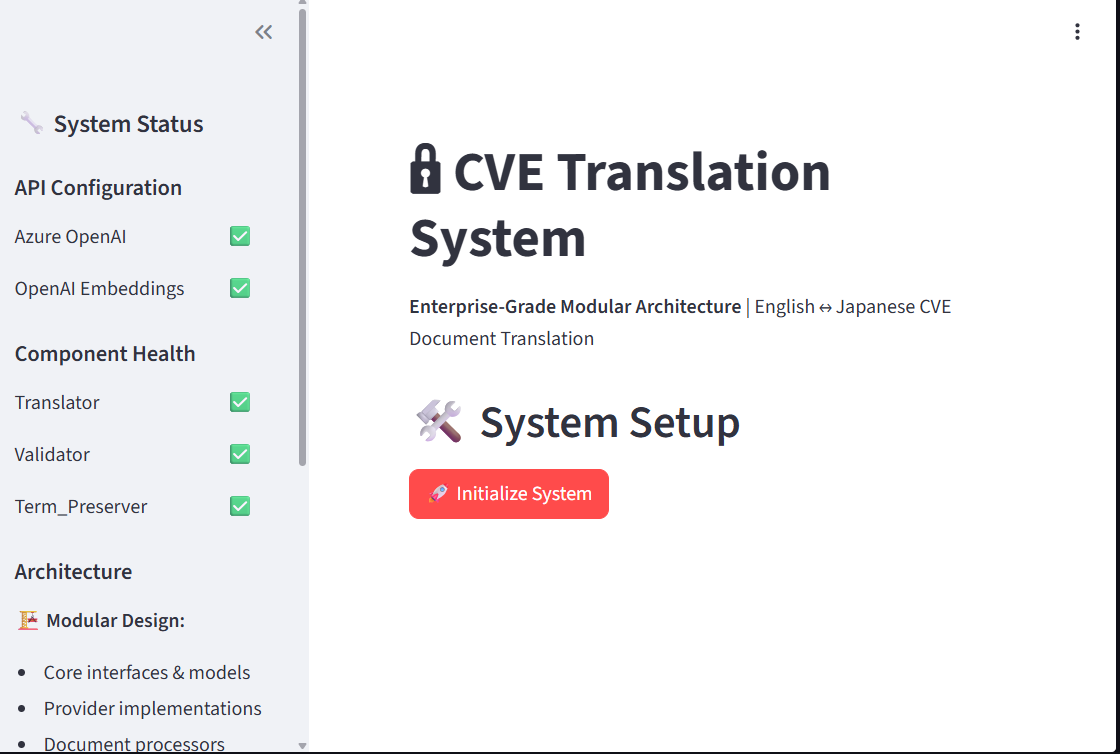 System Status
API Configuration
Azure OpenAI ✅
OpenAI Embeddings ✅
Component Health
Translator ✅
Validator ✅
Term_Preserver ✅
Architecture
Modular Design:
• Core interfaces & models
• Provider implementations
• Document processors
CVE Translation
System
Enterprise-Grade Modular Architecture | English ↔ Japanese CVE
Document Translation
System Setup
Initialize System